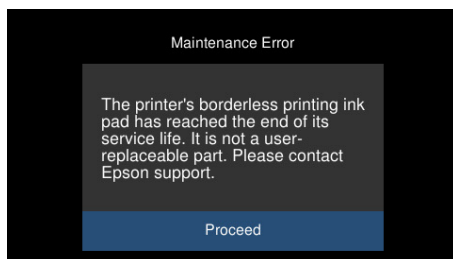 Maintenance Error
The printer's borderless printing ink
pad has reached the end of its
service life. It is not a user-
replaceable part. Please contact
Epson support.
Proceed